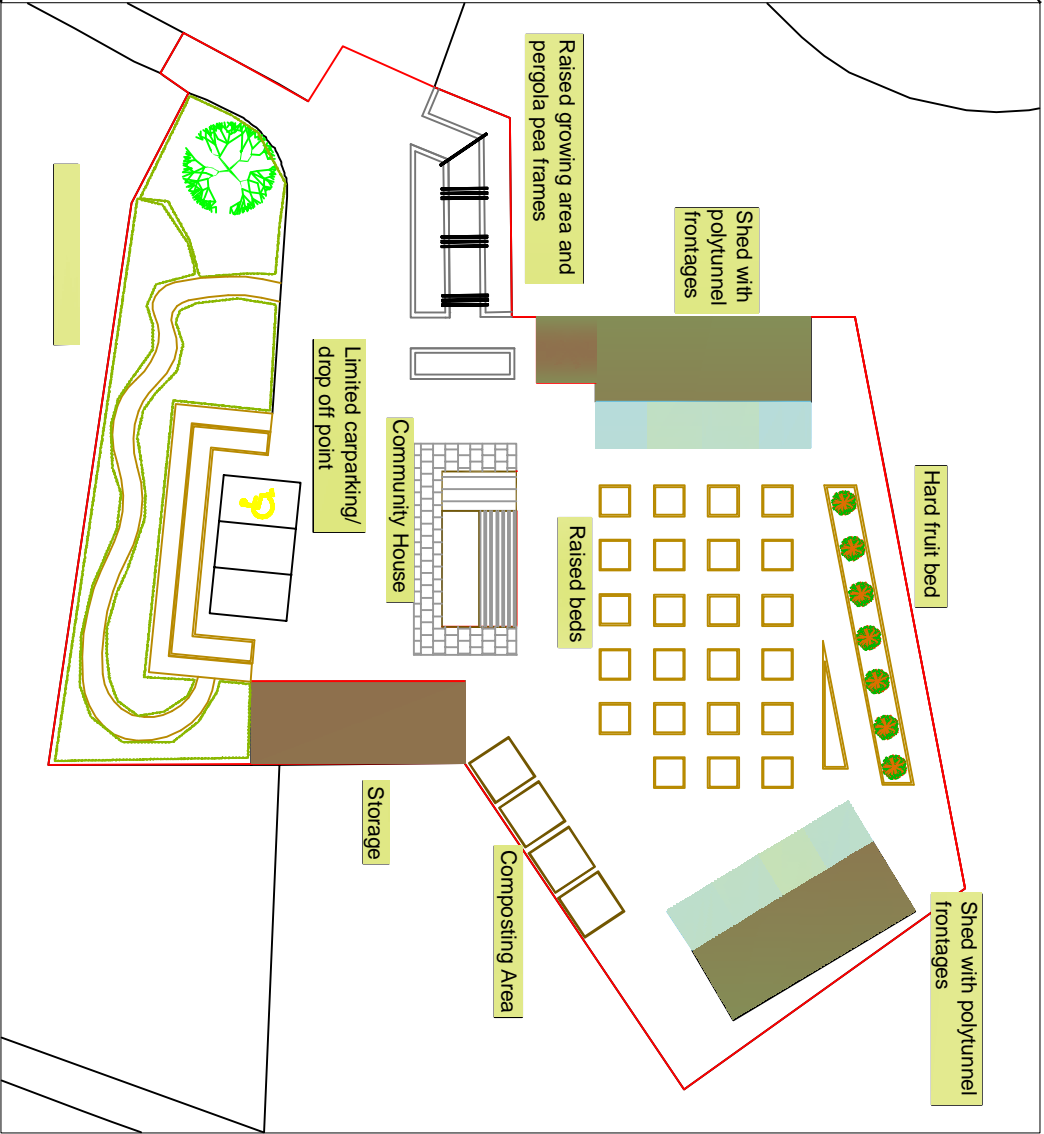 Raised growing area and
pergola pea frames
Shed with
polytunnel
frontages
Hard fruit bed
Limited carparking/
drop off point
Community House
Raised beds
Storage
Composting Area
Shed with polytunnel
frontages